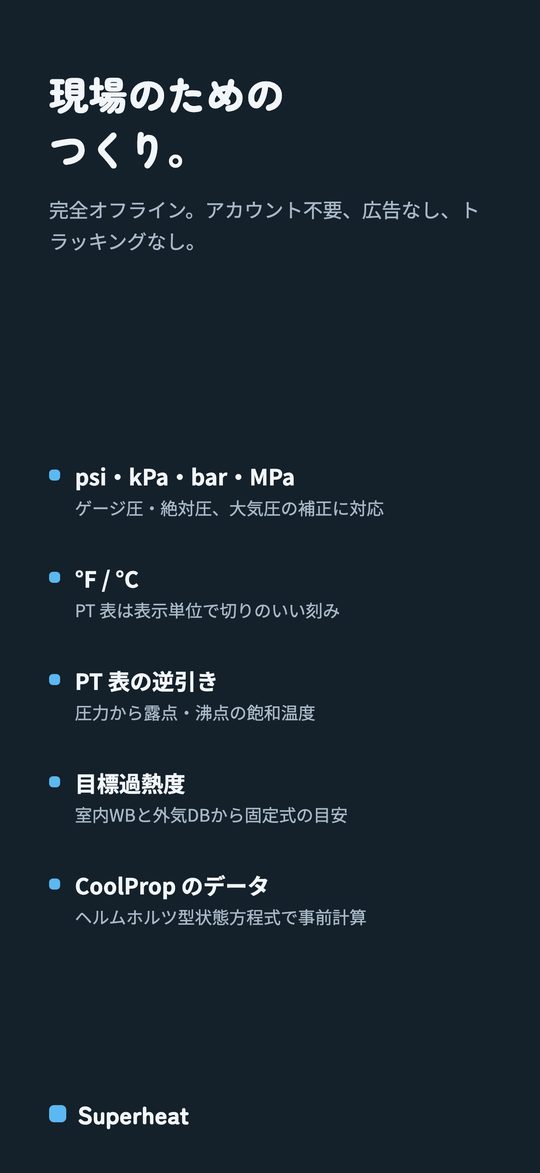 現場のための
つくり。
完全オフライン。アカウント不要、広告なし、ト
ラッキングなし。
psi・kPa・bar・MPa
ゲージ圧・絶対圧、大気圧の補正に対応
°F / °C
PT 表は表示単位で切りのいい刻み
PT 表の逆引き
圧力から露点・沸点の飽和温度
目標過熱度
室内WBと外気DBから固定式の目安
CoolProp のデータ
ヘルムホルツ型状態方程式で事前計算
Superheat